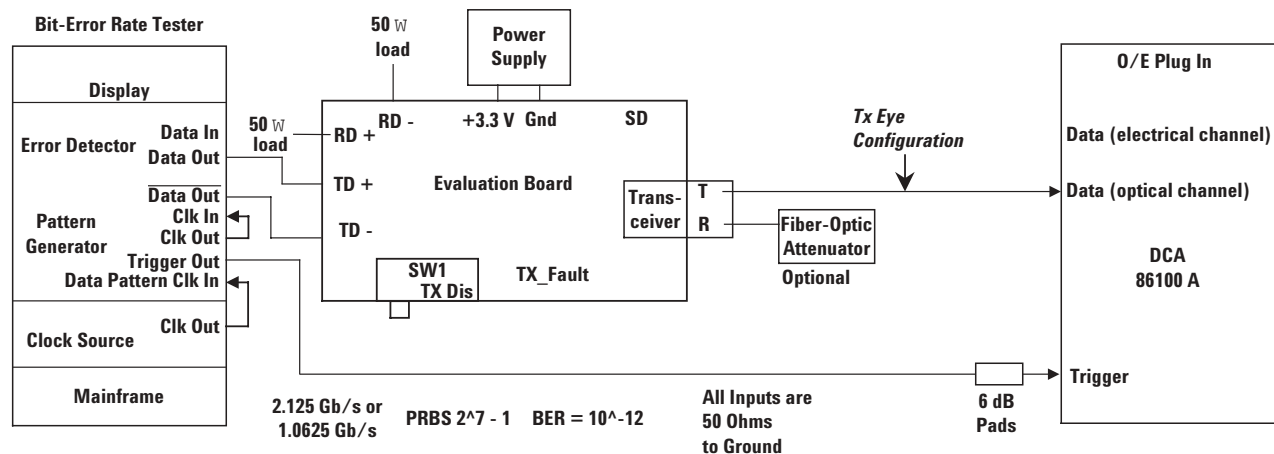 Bit-Error Rate Tester
Display
Error Detector
Data In
Data Out
Data Out
Clk In
Pattern
Generator
Clk Out
Trigger Out
Data Pattern Clk In
Clk Out
Clock Source
Mainframe
50 W
load
50 W
load
Power
Supply
RD -
+3.3 V Gnd
SD
RD +
TD +
Evaluation Board
TD -
SW1
TX Dis
TX_Fault
Trans-
ceiver
T
R
Fiber-Optic
Attenuator
Optional
Tx Eye
Configuration
O/E Plug In
Data (electrical channel)
Data (optical channel)
DCA
86100 A
Trigger
6 dB
Pads
2.125 Gb/s or
1.0625 Gb/s
PRBS 2^7 - 1
BER = 10^-12
All Inputs are
50 Ohms
to Ground